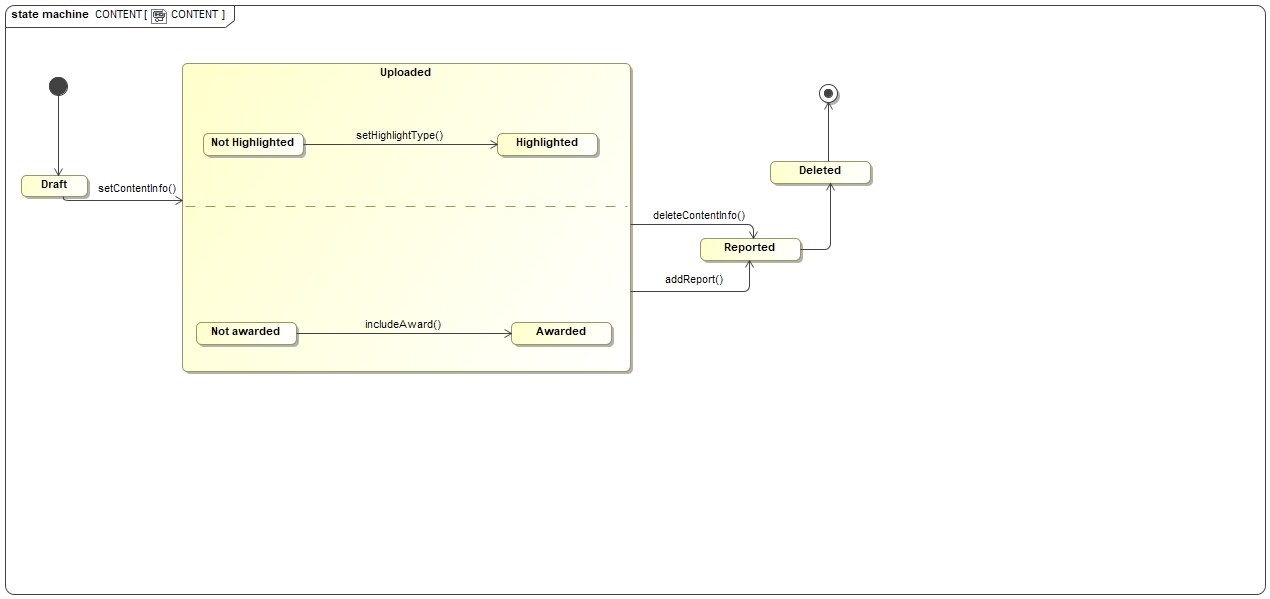 state machine CONTENT [ CONTENT ]
Uploaded
Not Highlighted
setHighlightType()
Highlighted
Draft
setContentInfo()
Deleted
deleteContentInfo()
Reported
addReport()
Not awarded
includeAward()
Awarded